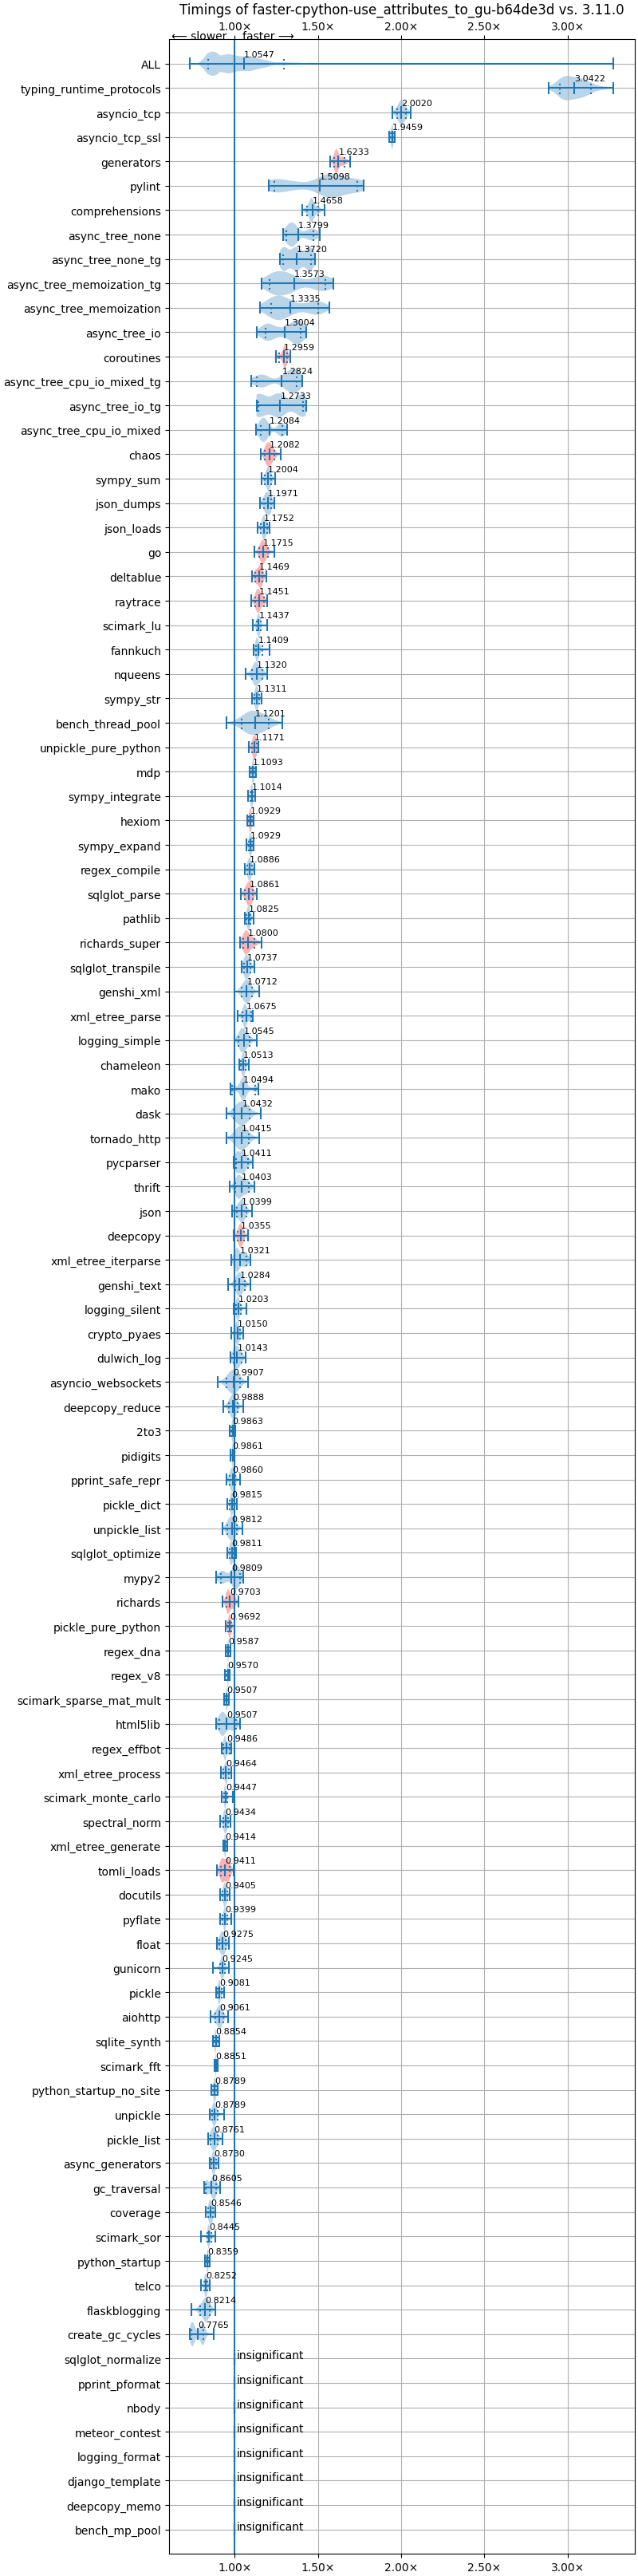 Timings of faster-cpython-use_attributes_to_gu-b64de3d vs. 3.11.0
1.00× 1.50× 2.00× 2.50× 3.00×
⟵ slower faster ⟶
ALL 1.0547
typing_runtime_protocols 3.0422
asyncio_tcp 2.0020
asyncio_tcp_ssl 1.9459
generators 1.6233
pylint 1.5098
comprehensions 1.4658
async_tree_none 1.3799
async_tree_none_tg 1.3720
async_tree_memoization_tg 1.3573
async_tree_memoization 1.3335
async_tree_io 1.3004
coroutines 1.2959
async_tree_cpu_io_mixed_tg 1.2824
async_tree_io_tg 1.2733
async_tree_cpu_io_mixed 1.2084
chaos 1.2082
sympy_sum 1.2004
json_dumps 1.1971
json_loads 1.1752
go 1.1715
deltablue 1.1469
raytrace 1.1451
scimark_lu 1.1437
fannkuch 1.1409
nqueens 1.1320
sympy_str 1.1311
bench_thread_pool 1.1201
unpickle_pure_python 1.1171
mdp 1.1093
sympy_integrate 1.1014
hexiom 1.0929
sympy_expand 1.0929
regex_compile 1.0886
sqlglot_parse 1.0861
pathlib 1.0825
richards_super 1.0800
sqlglot_transpile 1.0737
genshi_xml 1.0712
xml_etree_parse 1.0675
logging_simple 1.0545
chameleon 1.0513
mako 1.0494
dask 1.0432
tornado_http 1.0415
pycparser 1.0411
thrift 1.0403
json 1.0399
deepcopy 1.0355
xml_etree_iterparse 1.0321
genshi_text 1.0284
logging_silent 1.0203
crypto_pyaes 1.0150
dulwich_log 1.0143
asyncio_websockets 0.9907
deepcopy_reduce 0.9888
2to3 0.9863
pidigits 0.9861
pprint_safe_repr 0.9860
pickle_dict 0.9815
unpickle_list 0.9812
sqlglot_optimize 0.9811
mypy2 0.9809
richards 0.9703
pickle_pure_python 0.9692
regex_dna 0.9587
regex_v8 0.9570
scimark_sparse_mat_mult 0.9507
html5lib 0.9507
regex_effbot 0.9486
xml_etree_process 0.9464
scimark_monte_carlo 0.9447
spectral_norm 0.9434
xml_etree_generate 0.9414
tomli_loads 0.9411
docutils 0.9405
pyflate 0.9399
float 0.9275
gunicorn 0.9245
pickle 0.9081
aiohttp 0.9061
sqlite_synth 0.8854
scimark_fft 0.8851
python_startup_no_site 0.8789
unpickle 0.8789
pickle_list 0.8761
async_generators 0.8730
gc_traversal 0.8605
coverage 0.8546
scimark_sor 0.8445
python_startup 0.8359
telco 0.8252
flaskblogging 0.8214
create_gc_cycles 0.7765
sqlglot_normalize insignificant
pprint_pformat insignificant
nbody insignificant
meteor_contest insignificant
logging_format insignificant
django_template insignificant
deepcopy_memo insignificant
bench_mp_pool insignificant
1.00× 1.50× 2.00× 2.50× 3.00×